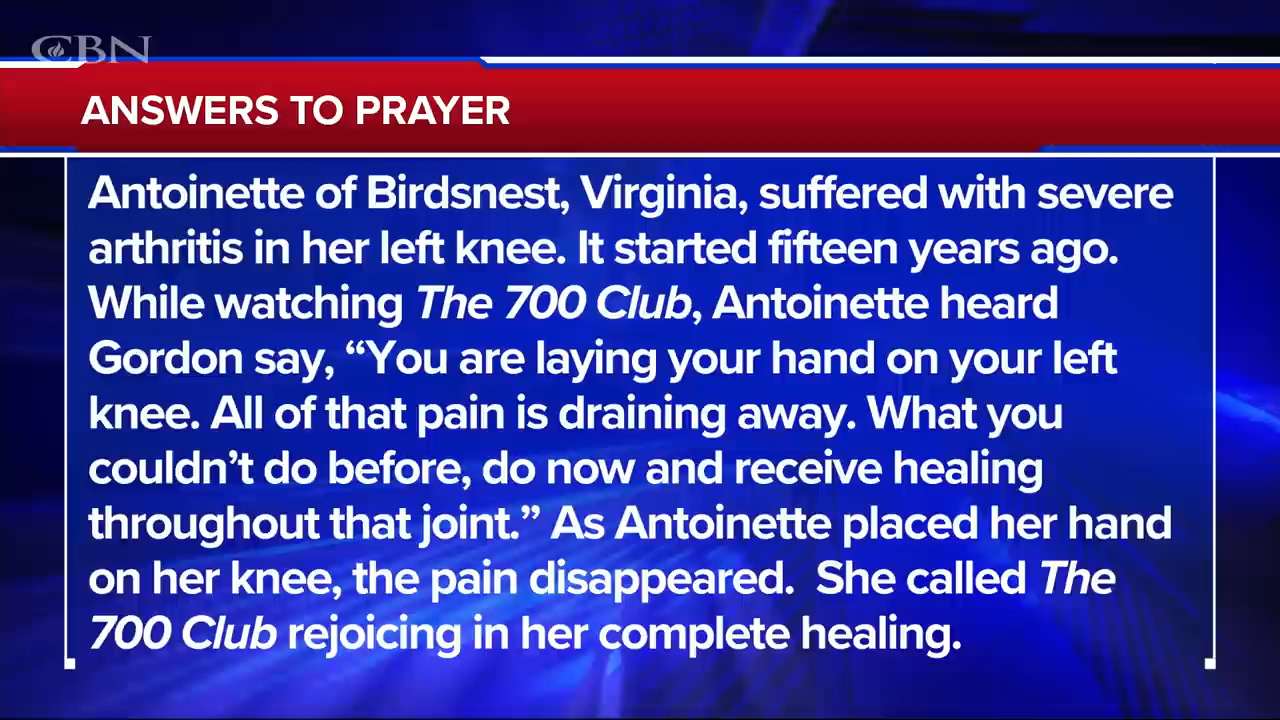 CBN
ANSWERS TO PRAYER
Antoinette of Birdsnest, Virginia, suffered with severe
arthritis in her left knee. It started fifteen years ago.
While watching The 700 Club, Antoinette heard
Gordon say, “You are laying your hand on your left
knee. All of that pain is draining away. What you
couldn’t do before, do now and receive healing
throughout that joint.” As Antoinette placed her hand
on her knee, the pain disappeared.  She called The
700 Club rejoicing in her complete healing.